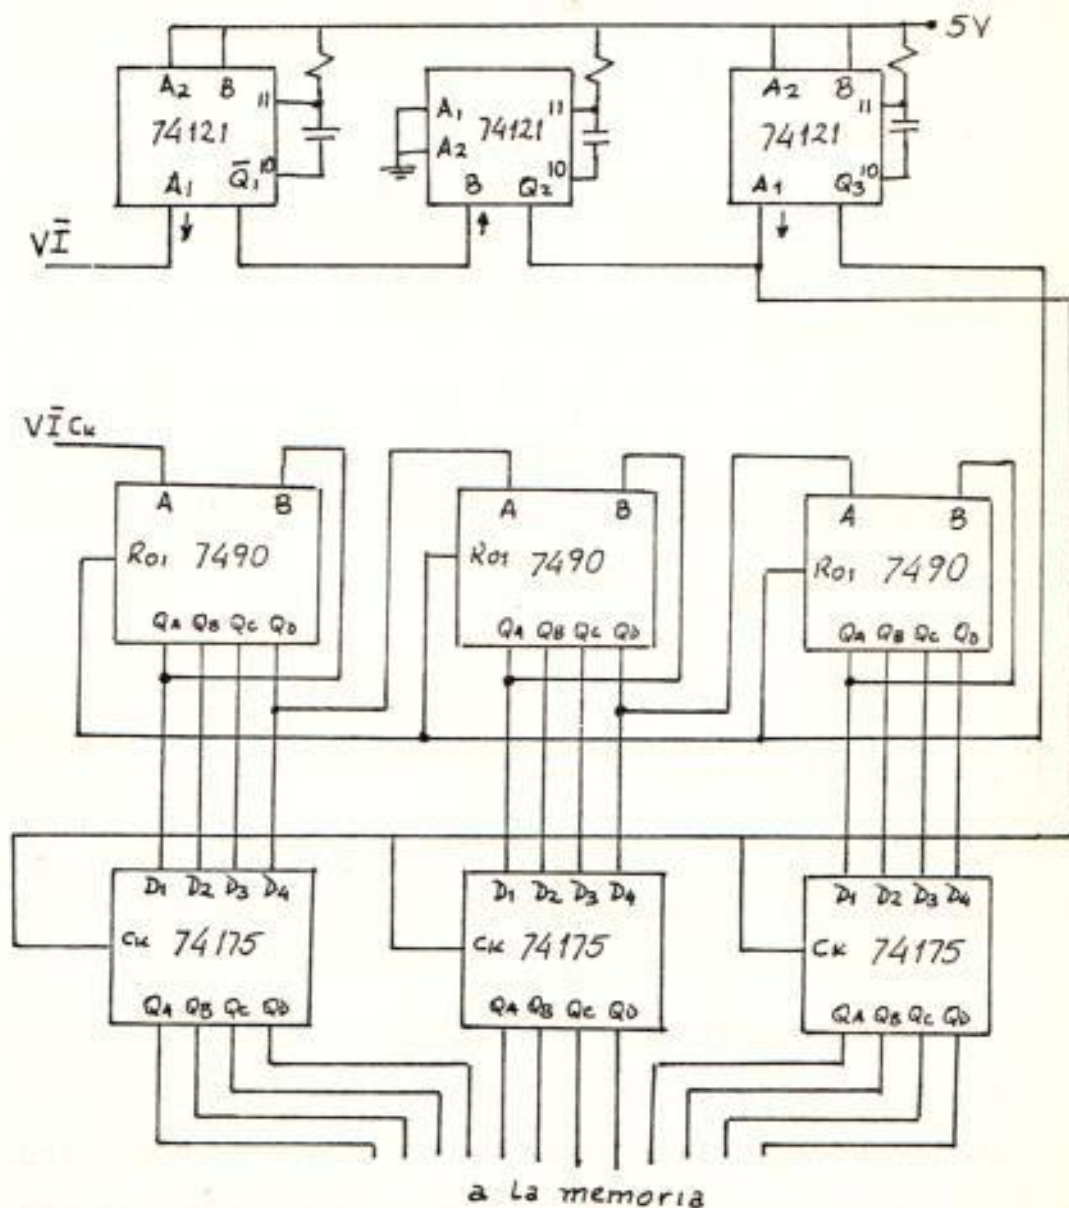 5V
A2 B 11
74121
A1 Q̄1 10
A1 11
A2 74121
B Q2 10
A2 B 11
74121
A1 Q3 10
VĪ
VĪCK
A B
R01 7490
QA QB QC QD
A B
R01 7490
QA QB QC QD
A B
R01 7490
QA QB QC QD
D1 D2 D3 D4
CK 74175
QA QB QC QD
D1 D2 D3 D4
CK 74175
QA QB QC QD
D1 D2 D3 D4
CK 74175
QA QB QC QD
a la memoria